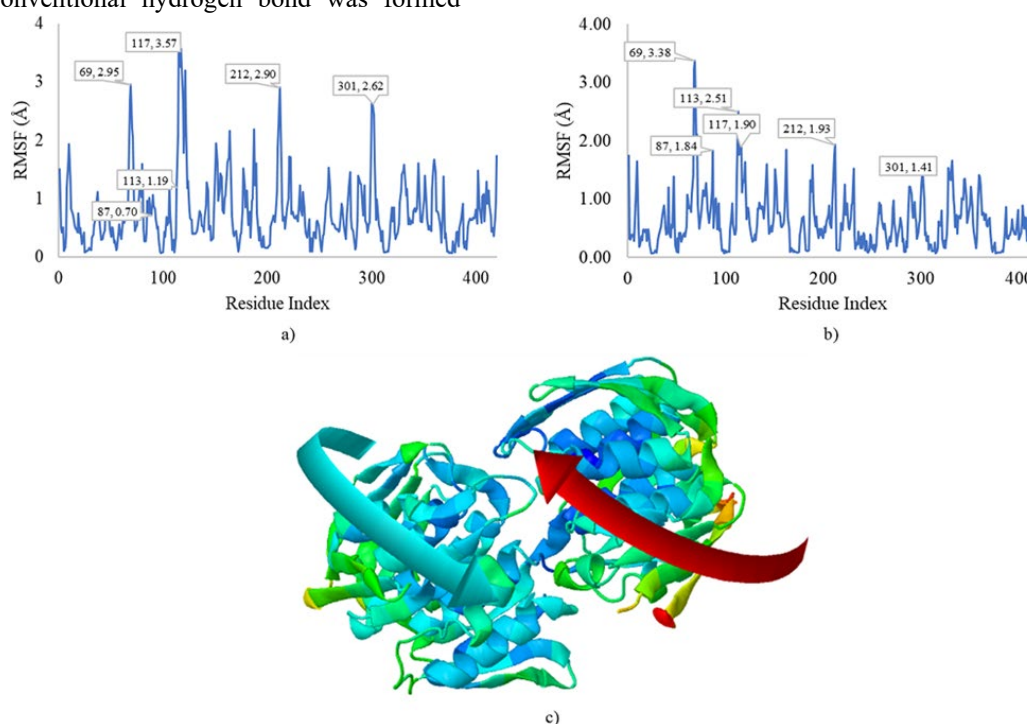 onventional hydrogen bond was formed
4
3
2
1
0
RMSF (Å)
117, 3.57
69, 2.95
212, 2.90
301, 2.62
113, 1.19
87, 0.70
0 100 200 300 400
Residue Index
a)
4.00
3.00
2.00
1.00
0.00
RMSF (Å)
69, 3.38
113, 2.51
117, 1.90
87, 1.84
212, 1.93
301, 1.41
0 100 200 300 400
Residue Index
b)
c)